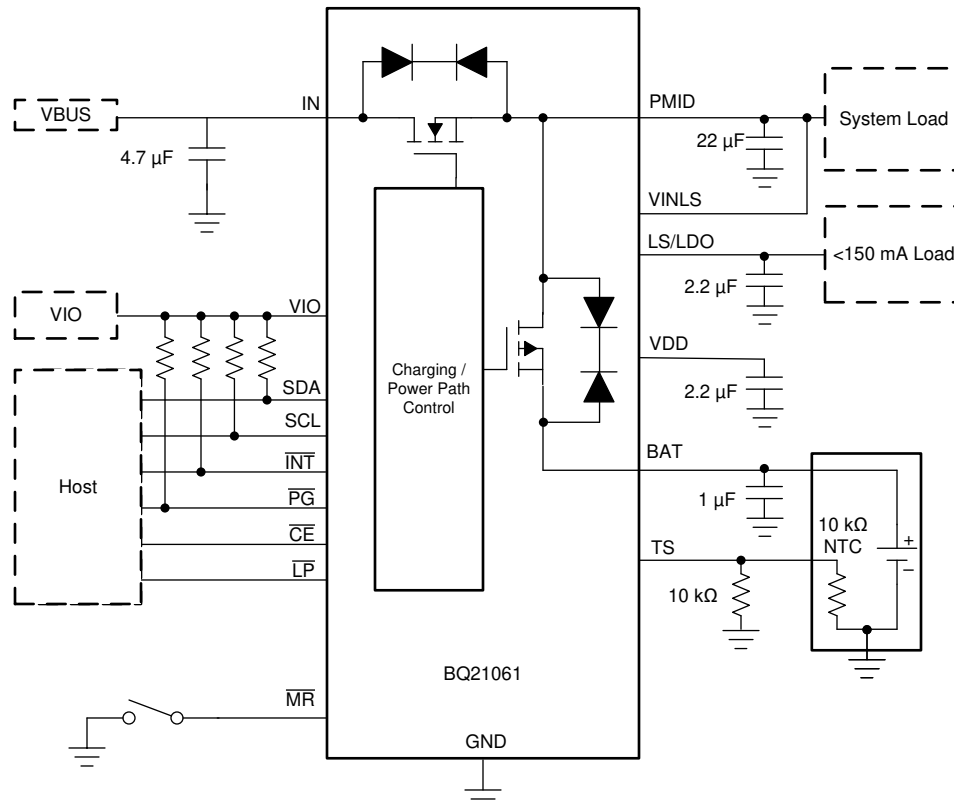 IN
PMID
VBUS
System Load
4.7 µF
22 µF
VINLS
LS/LDO
<150 mA Load
2.2 µF
VIO
VIO
VDD
Charging /
Power Path
Control
SDA
2.2 µF
SCL
INT
BAT
Host
PG
1 µF
10 kΩ
NTC
+
−
CE
TS
LP
10 kΩ
BQ21061
MR
GND